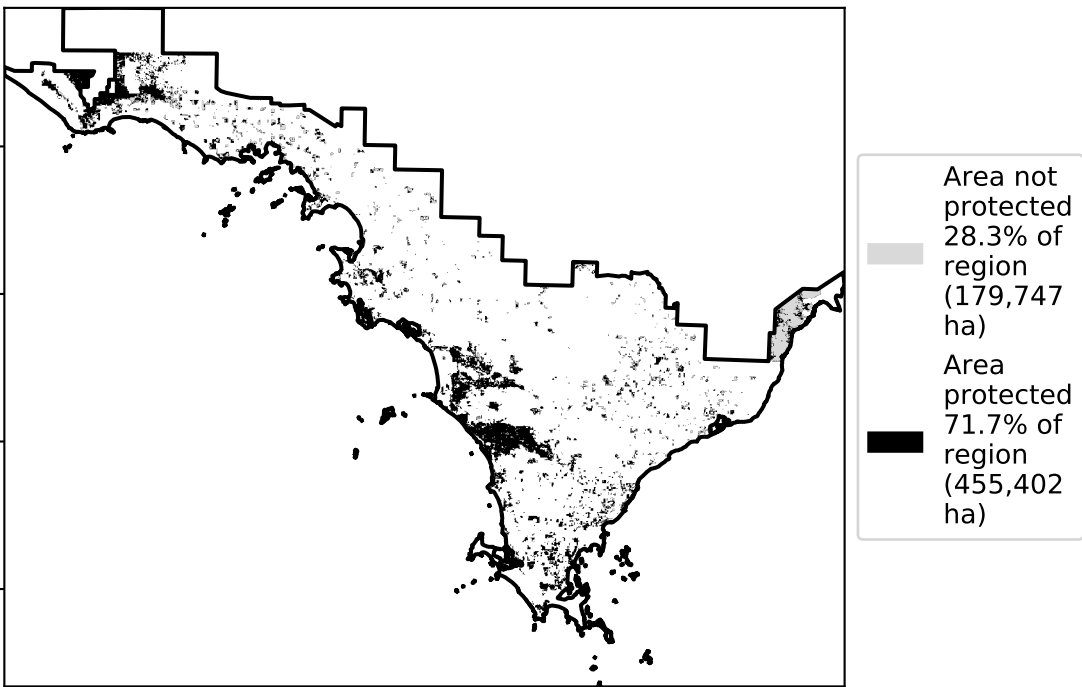 Area not
protected
28.3% of
region
(179,747
ha)
Area
protected
71.7% of
region
(455,402
ha)